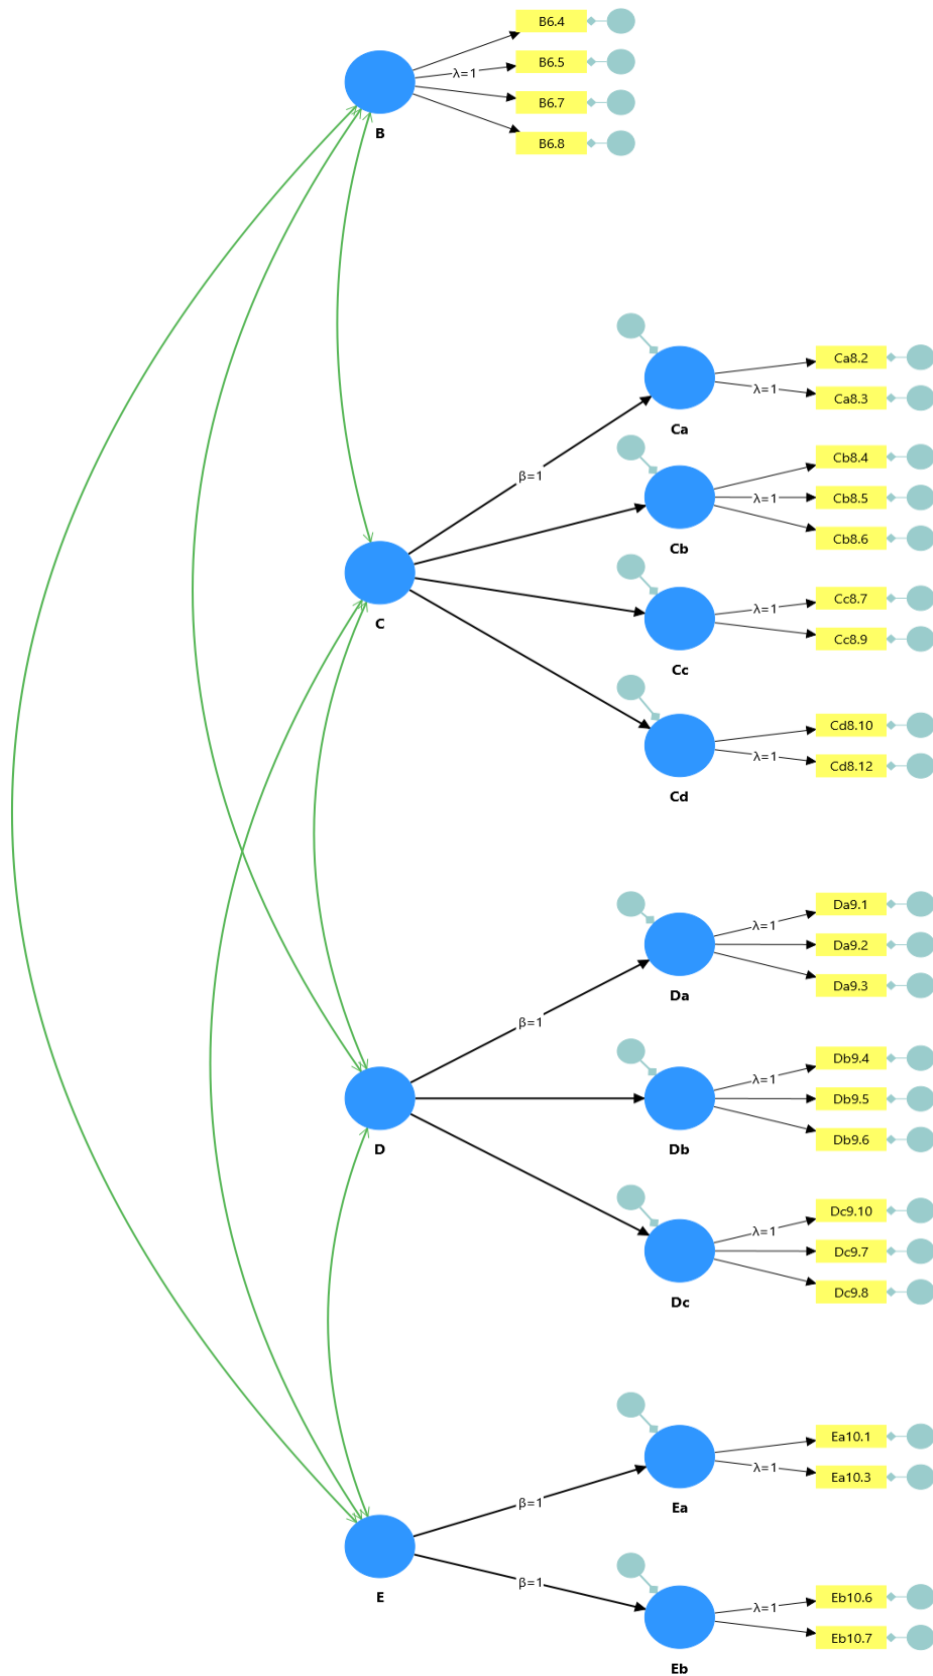 B6.4
B6.5
λ=1
B6.7
B
B6.8
Ca8.2
λ=1
Ca8.3
Ca
β=1
Cb8.4
λ=1
Cb8.5
Cb8.6
Cb
C
λ=1
Cc8.7
Cc8.9
Cc
Cd8.10
λ=1
Cd8.12
Cd
Da9.1
λ=1
Da9.2
Da9.3
Da
β=1
Db9.4
λ=1
Db9.5
Db9.6
D
Db
Dc9.10
λ=1
Dc9.7
Dc9.8
Dc
Ea10.1
λ=1
Ea10.3
Ea
β=1
E
β=1
λ=1
Eb10.6
Eb10.7
Eb